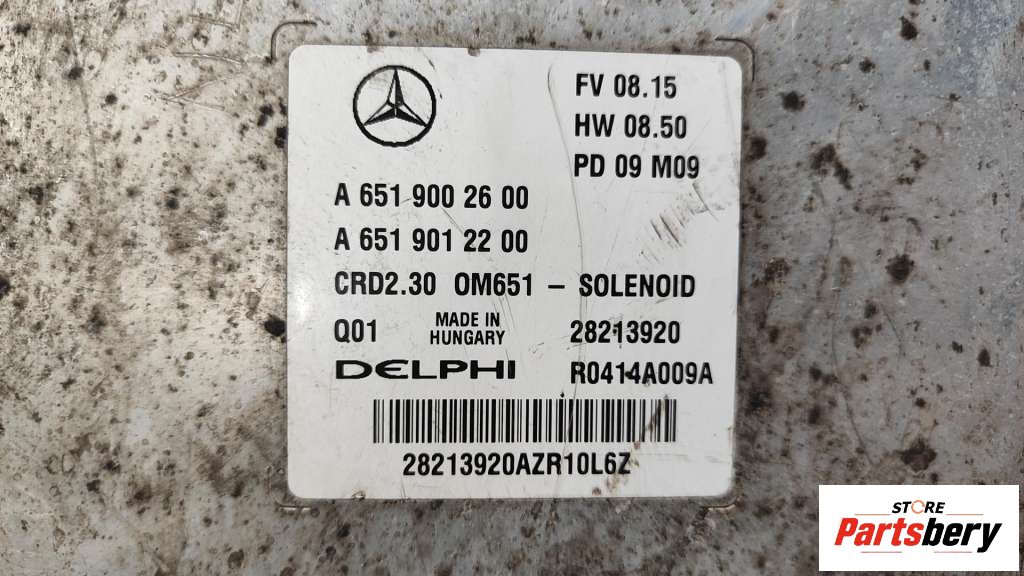 FV 08.15
HW 08.50
PD 09 M09
A 651 900 26 00
A 651 901 22 00
CRD2.30 OM651 – SOLENOID
Q01 MADE IN HUNGARY 28213920
DELPHI R0414A009A
28213920AZR10L6Z
STORE
Partsbery